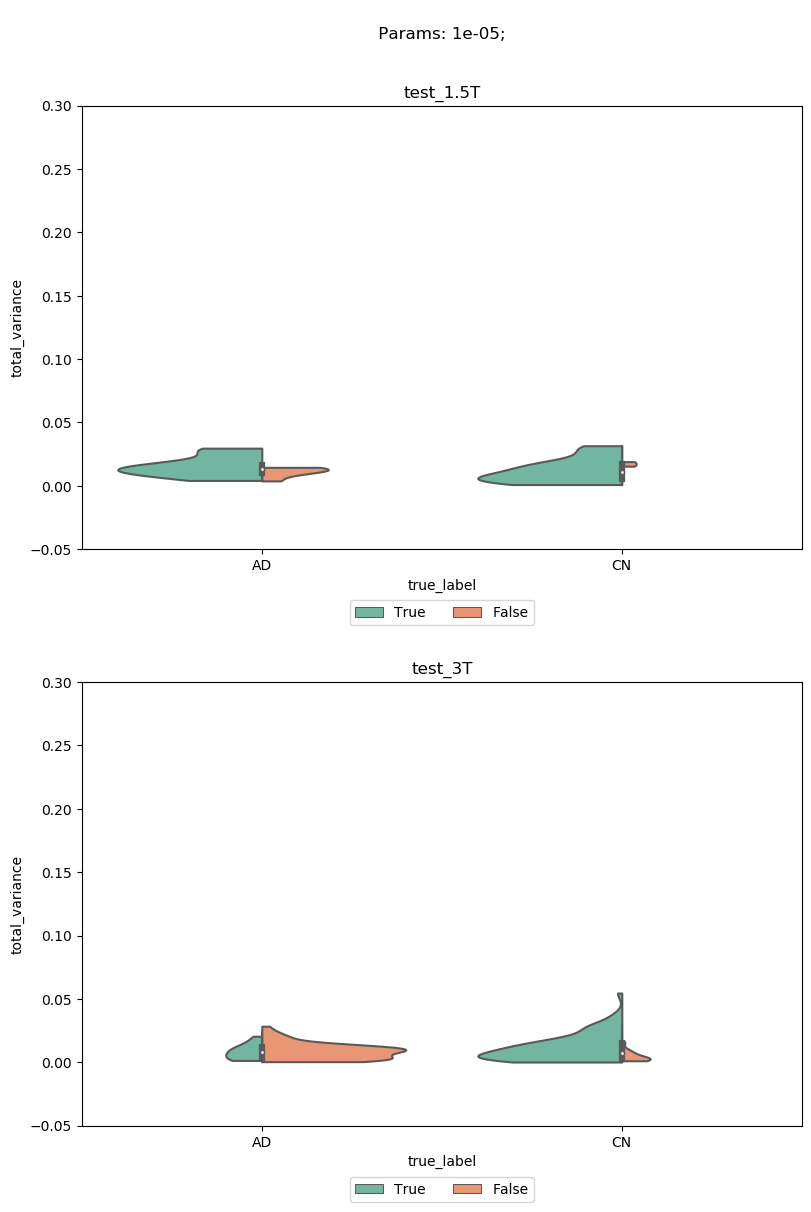 Params: 1e-05;
test_1.5T
0.30
0.25
0.20
0.15
0.10
0.05
0.00
−0.05
total_variance
AD CN
true_label
True False
test_3T
0.30
0.25
0.20
0.15
0.10
0.05
0.00
−0.05
total_variance
AD CN
true_label
True False